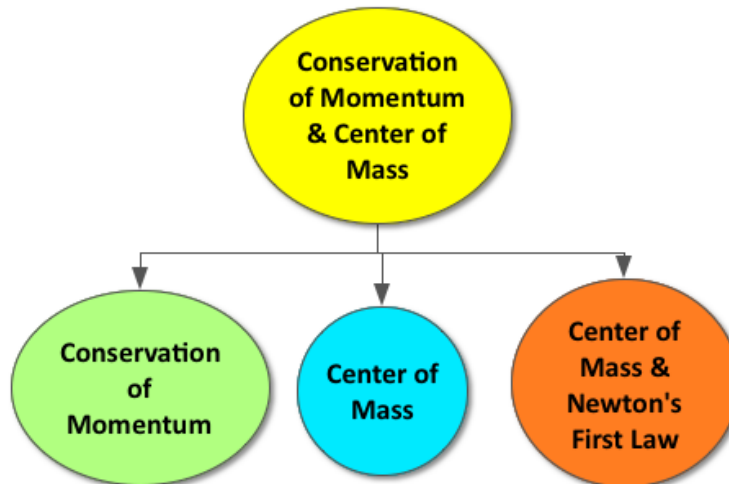 Conservation
of Momentum
& Center of
Mass
Conservation
of
Momentum
Center of
Mass
Center of
Mass &
Newton's
First Law